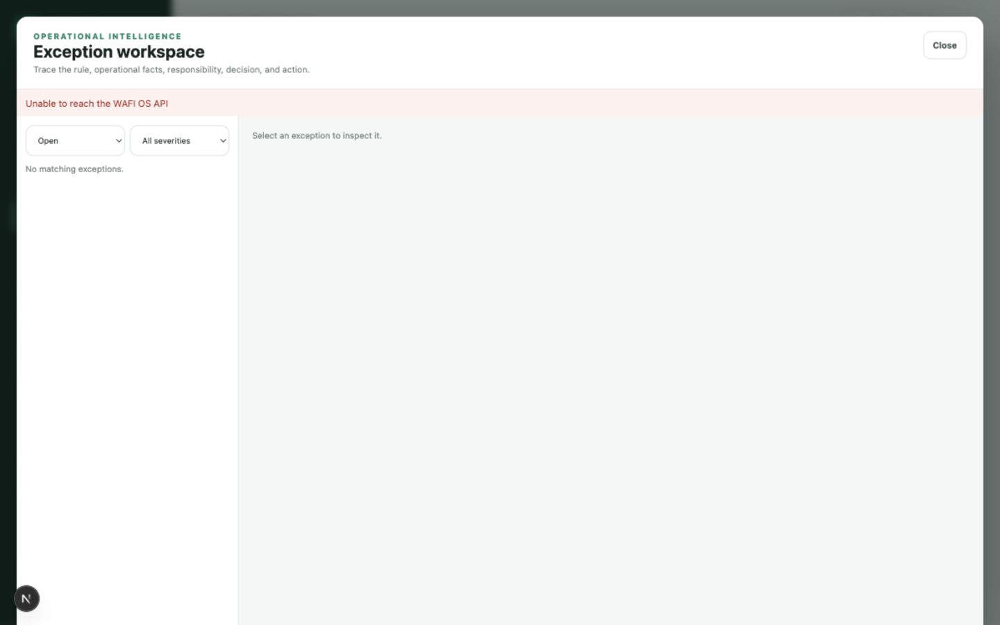 OPERATIONAL INTELLIGENCE
Exception workspace
Trace the rule, operational facts, responsibility, decision, and action.
Close
Unable to reach the WAFI OS API
Open
All severities
Select an exception to inspect it.
No matching exceptions.
N